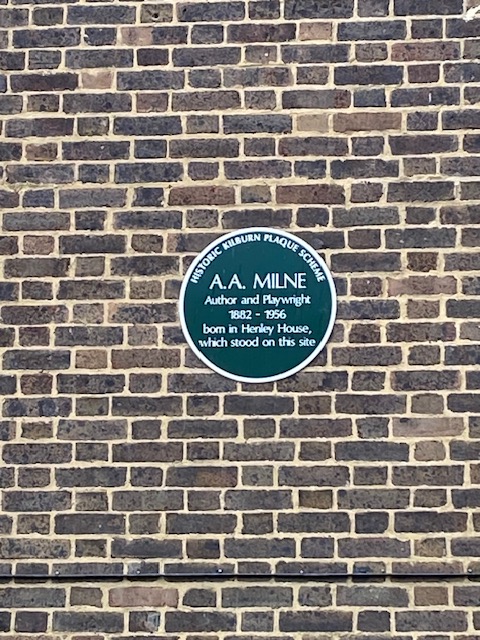 HISTORIC KILBURN PLAQUE SCHEME
A.A. MILNE
Author and Playwright
1882 - 1956
born in Henley House,
which stood on this site